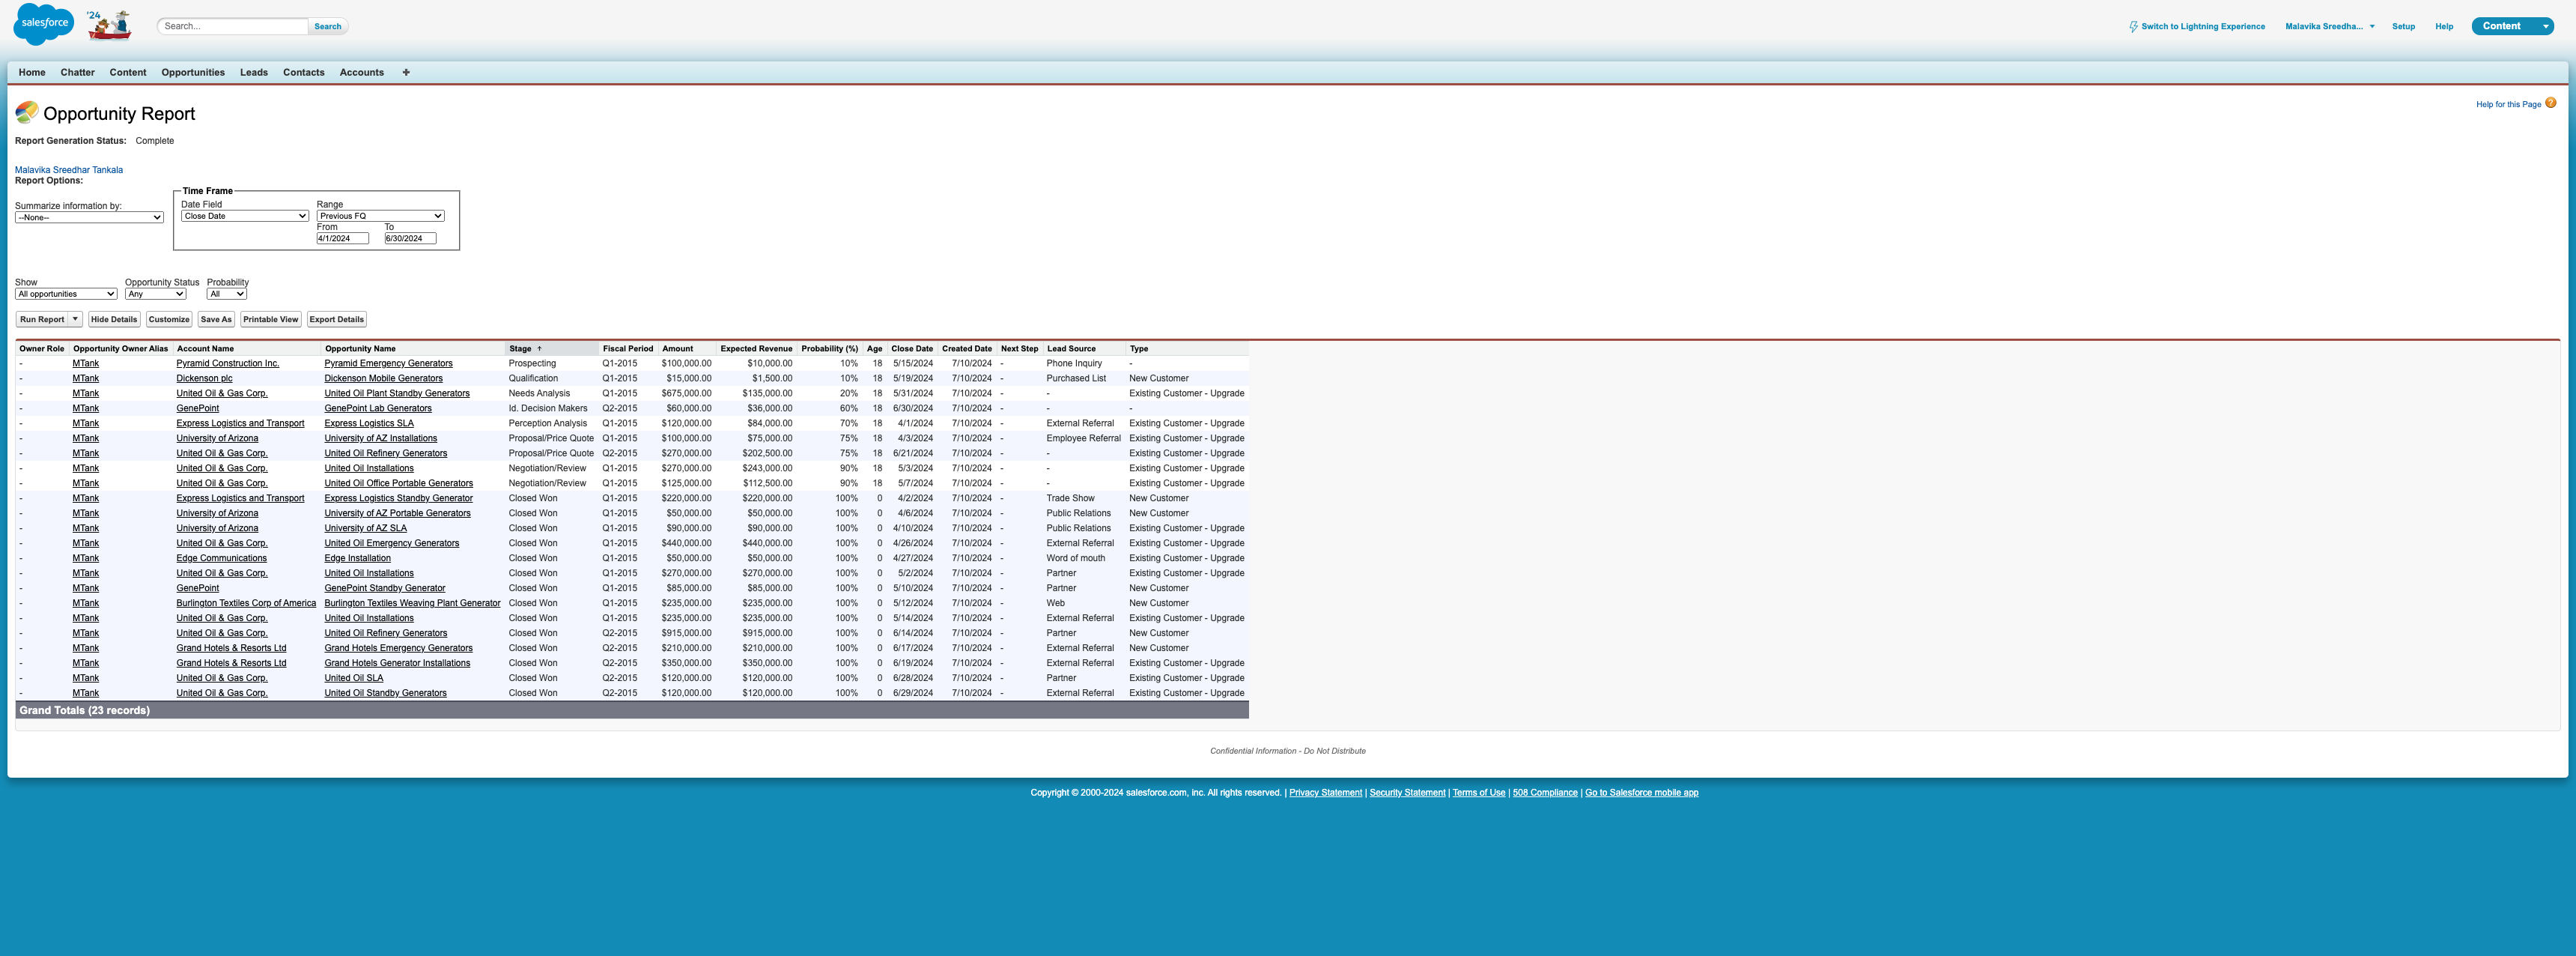 salesforce
'24
Search...
Search
Switch to Lightning Experience
Malavika Sreedha...
Setup
Help
Content
Home Chatter Content Opportunities Leads Contacts Accounts +
Opportunity Report
Help for this Page ?
Report Generation Status: Complete
Malavika Sreedhar Tankala
Report Options:
Time Frame
Summarize information by:
--None--
Date Field
Close Date
Range
Previous FQ
From To
4/1/2024 6/30/2024
Show Opportunity Status Probability
All opportunities Any All
Run Report Hide Details Customize Save As Printable View Export Details
Owner Role Opportunity Owner Alias Account Name Opportunity Name Stage ↑ Fiscal Period Amount Expected Revenue Probability (%) Age Close Date Created Date Next Step Lead Source Type
- MTank Pyramid Construction Inc. Pyramid Emergency Generators Prospecting Q1-2015 $100,000.00 $10,000.00 10% 18 5/15/2024 7/10/2024 - Phone Inquiry -
- MTank Dickenson plc Dickenson Mobile Generators Qualification Q1-2015 $15,000.00 $1,500.00 10% 18 5/19/2024 7/10/2024 - Purchased List New Customer
- MTank United Oil & Gas Corp. United Oil Plant Standby Generators Needs Analysis Q1-2015 $675,000.00 $135,000.00 20% 18 5/31/2024 7/10/2024 - - Existing Customer - Upgrade
- MTank GenePoint GenePoint Lab Generators Id. Decision Makers Q2-2015 $60,000.00 $36,000.00 60% 18 6/30/2024 7/10/2024 - - -
- MTank Express Logistics and Transport Express Logistics SLA Perception Analysis Q1-2015 $120,000.00 $84,000.00 70% 18 4/1/2024 7/10/2024 - External Referral Existing Customer - Upgrade
- MTank University of Arizona University of AZ Installations Proposal/Price Quote Q1-2015 $100,000.00 $75,000.00 75% 18 4/3/2024 7/10/2024 - Employee Referral Existing Customer - Upgrade
- MTank United Oil & Gas Corp. United Oil Refinery Generators Proposal/Price Quote Q2-2015 $270,000.00 $202,500.00 75% 18 6/21/2024 7/10/2024 - - Existing Customer - Upgrade
- MTank United Oil & Gas Corp. United Oil Installations Negotiation/Review Q1-2015 $270,000.00 $243,000.00 90% 18 5/3/2024 7/10/2024 - - Existing Customer - Upgrade
- MTank United Oil & Gas Corp. United Oil Office Portable Generators Negotiation/Review Q1-2015 $125,000.00 $112,500.00 90% 18 5/7/2024 7/10/2024 - - Existing Customer - Upgrade
- MTank Express Logistics and Transport Express Logistics Standby Generator Closed Won Q1-2015 $220,000.00 $220,000.00 100% 0 4/2/2024 7/10/2024 - Trade Show New Customer
- MTank University of Arizona University of AZ Portable Generators Closed Won Q1-2015 $50,000.00 $50,000.00 100% 0 4/6/2024 7/10/2024 - Public Relations New Customer
- MTank University of Arizona University of AZ SLA Closed Won Q1-2015 $90,000.00 $90,000.00 100% 0 4/10/2024 7/10/2024 - Public Relations Existing Customer - Upgrade
- MTank United Oil & Gas Corp. United Oil Emergency Generators Closed Won Q1-2015 $440,000.00 $440,000.00 100% 0 4/26/2024 7/10/2024 - External Referral Existing Customer - Upgrade
- MTank Edge Communications Edge Installation Closed Won Q1-2015 $50,000.00 $50,000.00 100% 0 4/27/2024 7/10/2024 - Word of mouth Existing Customer - Upgrade
- MTank United Oil & Gas Corp. United Oil Installations Closed Won Q1-2015 $270,000.00 $270,000.00 100% 0 5/2/2024 7/10/2024 - Partner Existing Customer - Upgrade
- MTank GenePoint GenePoint Standby Generator Closed Won Q1-2015 $85,000.00 $85,000.00 100% 0 5/10/2024 7/10/2024 - Partner New Customer
- MTank Burlington Textiles Corp of America Burlington Textiles Weaving Plant Generator Closed Won Q1-2015 $235,000.00 $235,000.00 100% 0 5/12/2024 7/10/2024 - Web New Customer
- MTank United Oil & Gas Corp. United Oil Installations Closed Won Q1-2015 $235,000.00 $235,000.00 100% 0 5/14/2024 7/10/2024 - External Referral Existing Customer - Upgrade
- MTank United Oil & Gas Corp. United Oil Refinery Generators Closed Won Q2-2015 $915,000.00 $915,000.00 100% 0 6/14/2024 7/10/2024 - Partner New Customer
- MTank Grand Hotels & Resorts Ltd Grand Hotels Emergency Generators Closed Won Q2-2015 $210,000.00 $210,000.00 100% 0 6/17/2024 7/10/2024 - External Referral New Customer
- MTank Grand Hotels & Resorts Ltd Grand Hotels Generator Installations Closed Won Q2-2015 $350,000.00 $350,000.00 100% 0 6/19/2024 7/10/2024 - External Referral Existing Customer - Upgrade
- MTank United Oil & Gas Corp. United Oil SLA Closed Won Q2-2015 $120,000.00 $120,000.00 100% 0 6/28/2024 7/10/2024 - Partner Existing Customer - Upgrade
- MTank United Oil & Gas Corp. United Oil Standby Generators Closed Won Q2-2015 $120,000.00 $120,000.00 100% 0 6/29/2024 7/10/2024 - External Referral Existing Customer - Upgrade
Grand Totals (23 records)
Confidential Information - Do Not Distribute
Copyright © 2000-2024 salesforce.com, inc. All rights reserved. | Privacy Statement | Security Statement | Terms of Use | 508 Compliance | Go to Salesforce mobile app